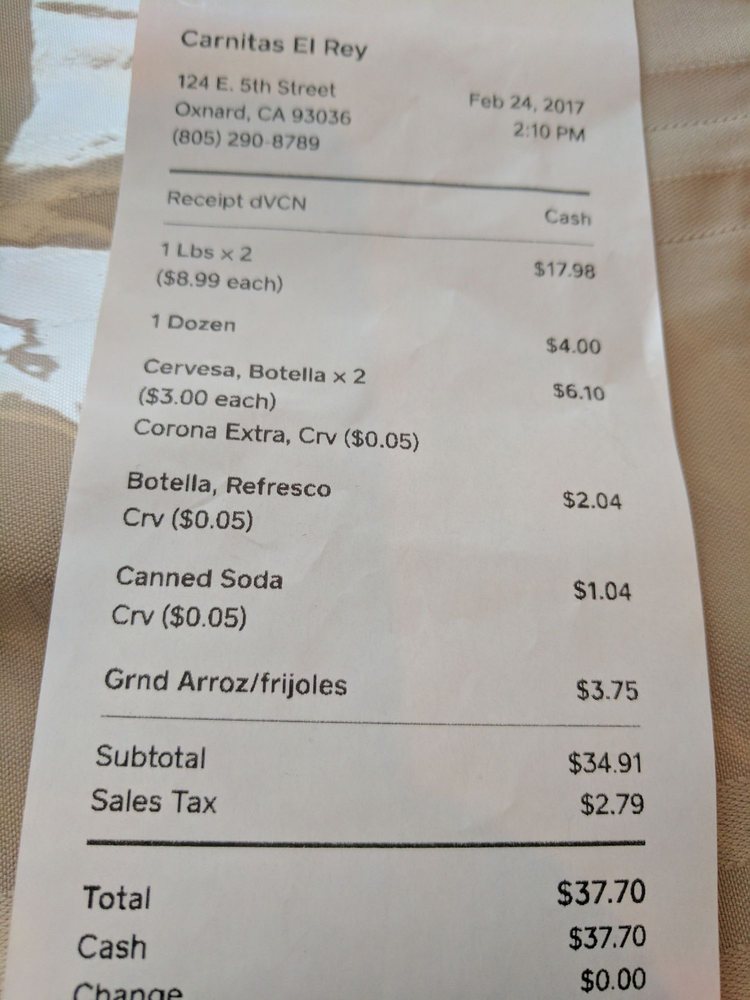 Carnitas El Rey
124 E. 5th Street
Oxnard, CA 93036
(805) 290-8789
Feb 24, 2017
2:10 PM
Receipt dVCN Cash
1 Lbs x 2 $17.98
($8.99 each)
1 Dozen $4.00
Cervesa, Botella x 2 $6.10
($3.00 each)
Corona Extra, Crv ($0.05)
Botella, Refresco $2.04
Crv ($0.05)
Canned Soda $1.04
Crv ($0.05)
Grnd Arroz/frijoles $3.75
Subtotal $34.91
Sales Tax $2.79
Total $37.70
Cash $37.70
Change $0.00